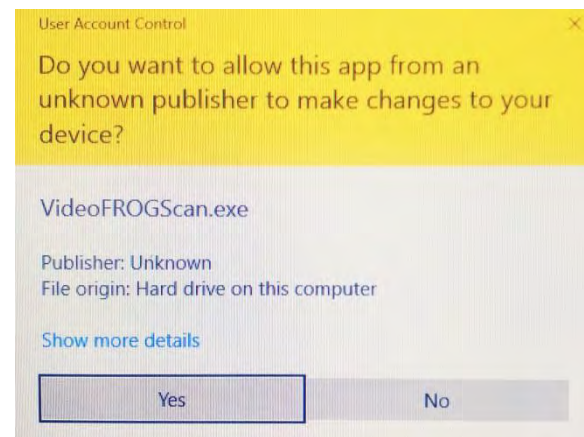 User Account Control
Do you want to allow this app from an
unknown publisher to make changes to your
device?
VideoFROGScan.exe
Publisher: Unknown
File origin: Hard drive on this computer
Show more details
Yes
No